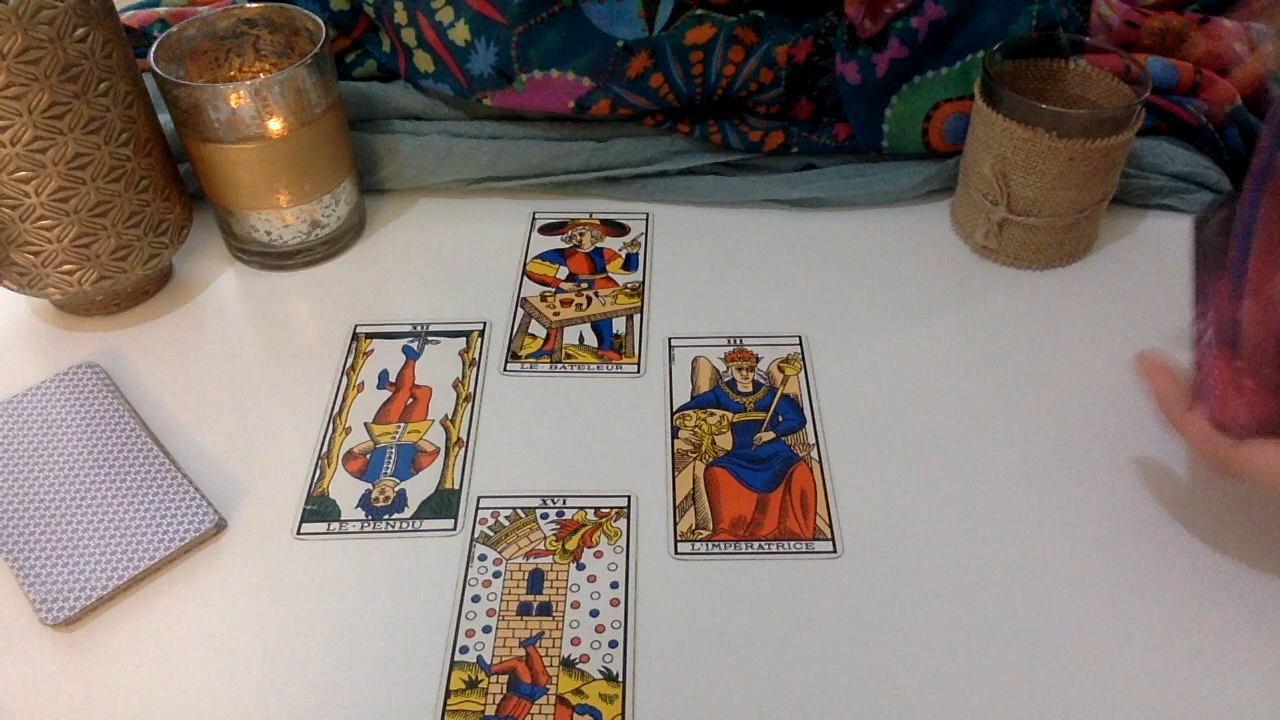 I
LE·BATELEUR
XII
LE·PENDU
III
L'IMPERATRICE
XVI